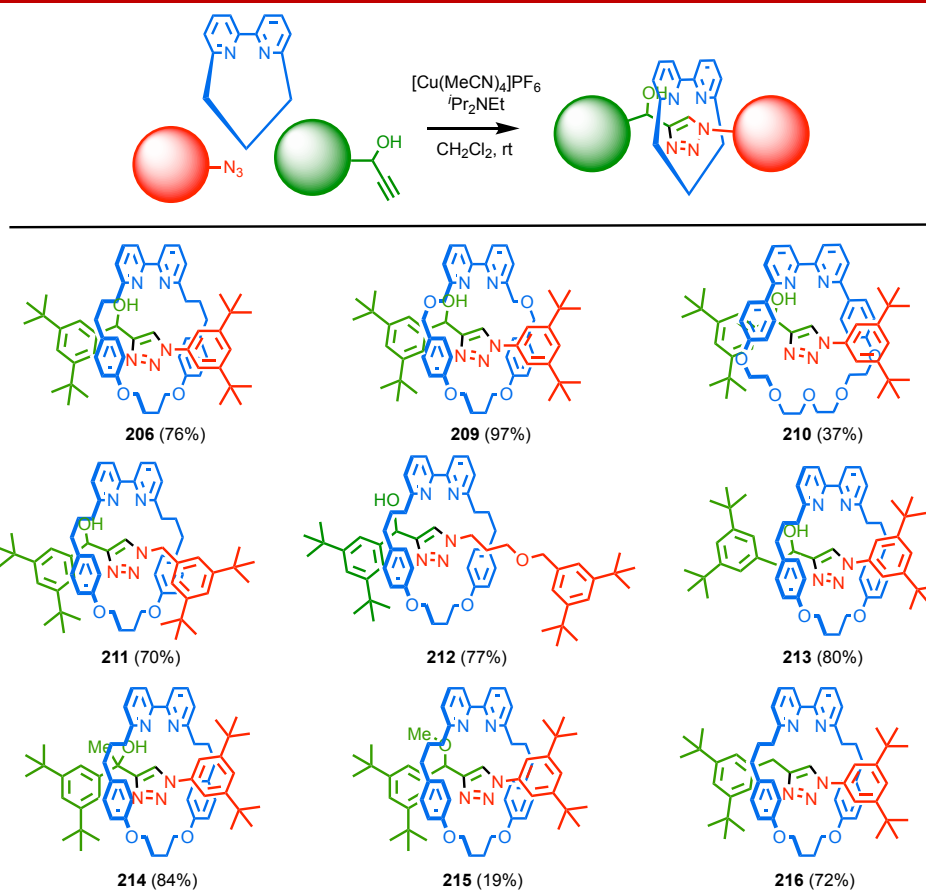 N N
[Cu(MeCN)4]PF6
iPr2NEt
CH2Cl2, rt
N3
OH
OH
N N
N
N N
N N
OH
N
N N
O O
206 (76%)
N N
O OH O
N
N N
O O
209 (97%)
N N
OH
N
N N
O O
O O O
210 (37%)
N N
OH
N
N N
O O
211 (70%)
HO N N
N
N N
O
O O
212 (77%)
N N
OH
N
N N
O O
213 (80%)
N N
Me OH
N
N N
O O
214 (84%)
N N
Me O
N
N N
O O
215 (19%)
N N
N
N N
O O
216 (72%)